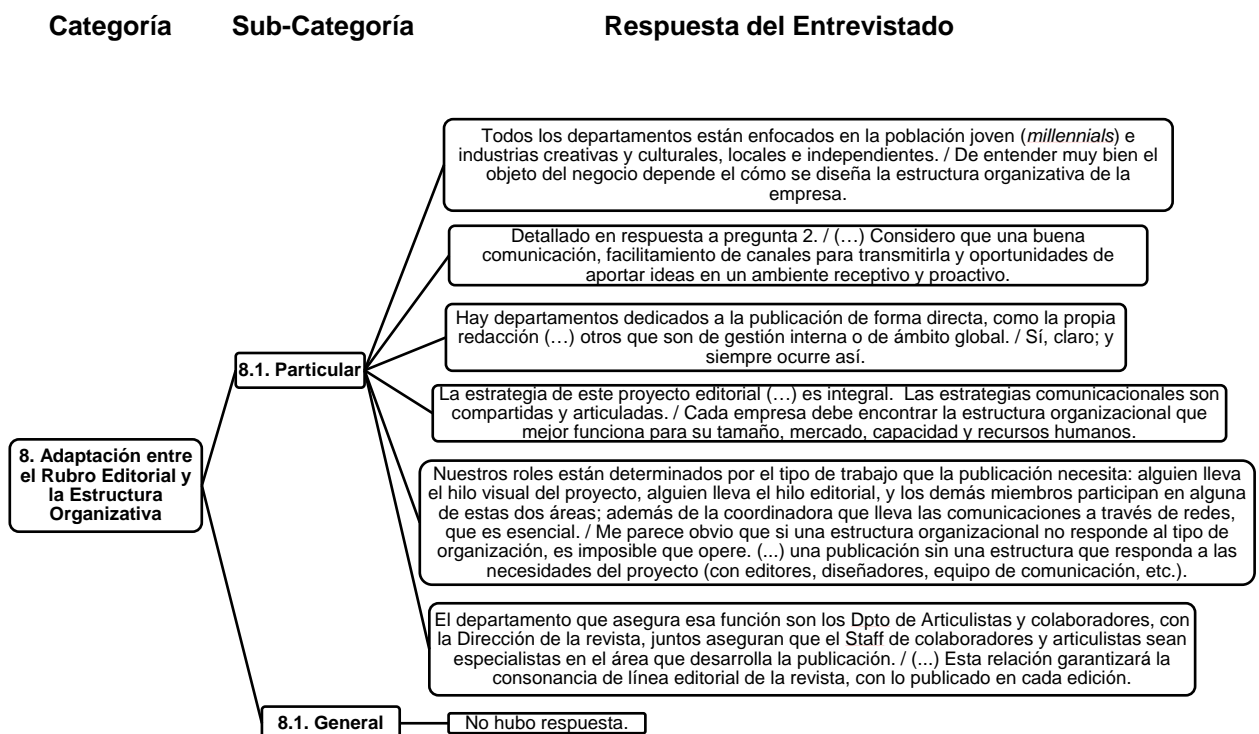 Categoría Sub-Categoría Respuesta del Entrevistado
Todos los departamentos están enfocados en la población joven (millennials) e
industrias creativas y culturales, locales e independientes. / De entender muy bien el
objeto del negocio depende el cómo se diseña la estructura organizativa de la
empresa.
Detallado en respuesta a pregunta 2. / (…) Considero que una buena
comunicación, facilitamiento de canales para transmitirla y oportunidades de
aportar ideas en un ambiente receptivo y proactivo.
Hay departamentos dedicados a la publicación de forma directa, como la propia
redacción (…) otros que son de gestión interna o de ámbito global. / Sí, claro; y
siempre ocurre así.
8.1. Particular
La estrategia de este proyecto editorial (…) es integral. Las estrategias comunicacionales son
compartidas y articuladas. / Cada empresa debe encontrar la estructura organizacional que
mejor funciona para su tamaño, mercado, capacidad y recursos humanos.
8. Adaptación entre
el Rubro Editorial y
la Estructura
Organizativa
Nuestros roles están determinados por el tipo de trabajo que la publicación necesita: alguien lleva
el hilo visual del proyecto, alguien lleva el hilo editorial, y los demás miembros participan en alguna
de estas dos áreas; además de la coordinadora que lleva las comunicaciones a través de redes,
que es esencial. / Me parece obvio que si una estructura organizacional no responde al tipo de
organización, es imposible que opere. (...) una publicación sin una estructura que responda a las
necesidades del proyecto (con editores, diseñadores, equipo de comunicación, etc.).
El departamento que asegura esa función son los Dpto de Articulistas y colaboradores, con
la Dirección de la revista, juntos aseguran que el Staff de colaboradores y articulistas sean
especialistas en el área que desarrolla la publicación. / (...) Esta relación garantizará la
consonancia de línea editorial de la revista, con lo publicado en cada edición.
8.1. General
No hubo respuesta.